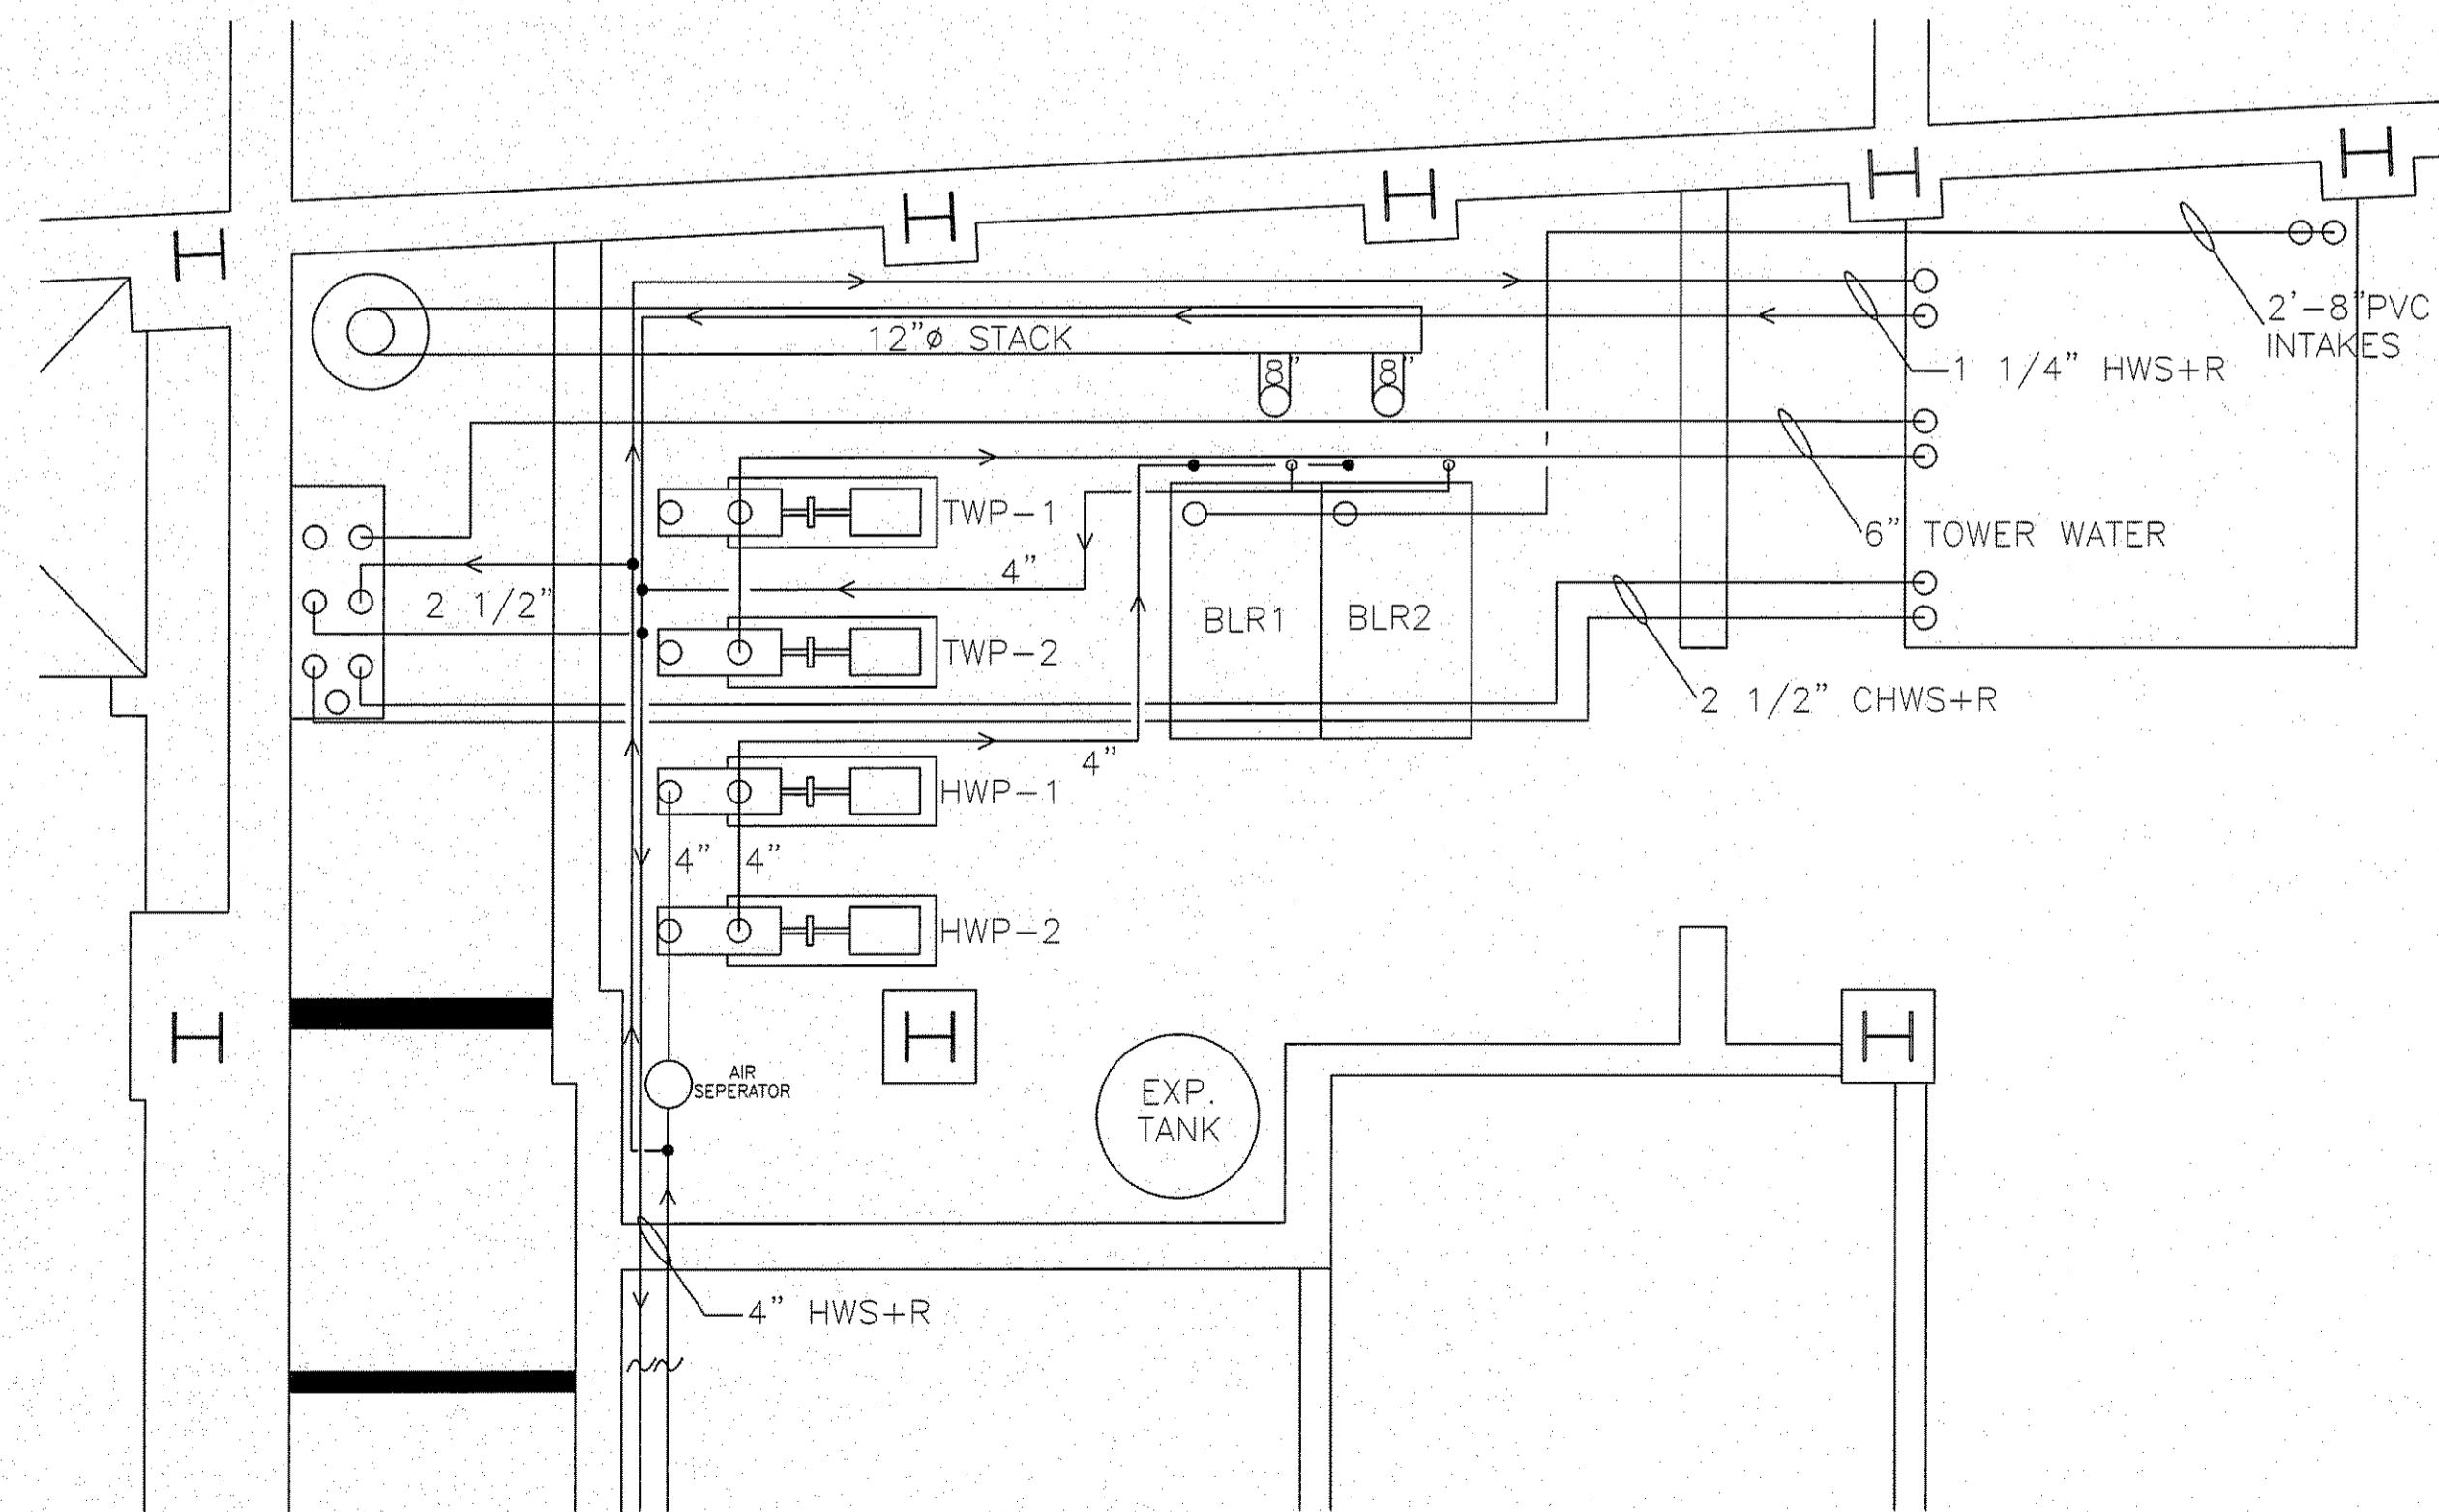 2'-8"PVC
INTAKES
12"ø STACK
8"
8"
1 1/4" HWS+R
TWP-1
6" TOWER WATER
4"
2 1/2"
BLR1
BLR2
TWP-2
2 1/2" CHWS+R
4"
HWP-1
4"
4"
HWP-2
AIR
SEPERATOR
EXP.
TANK
4" HWS+R